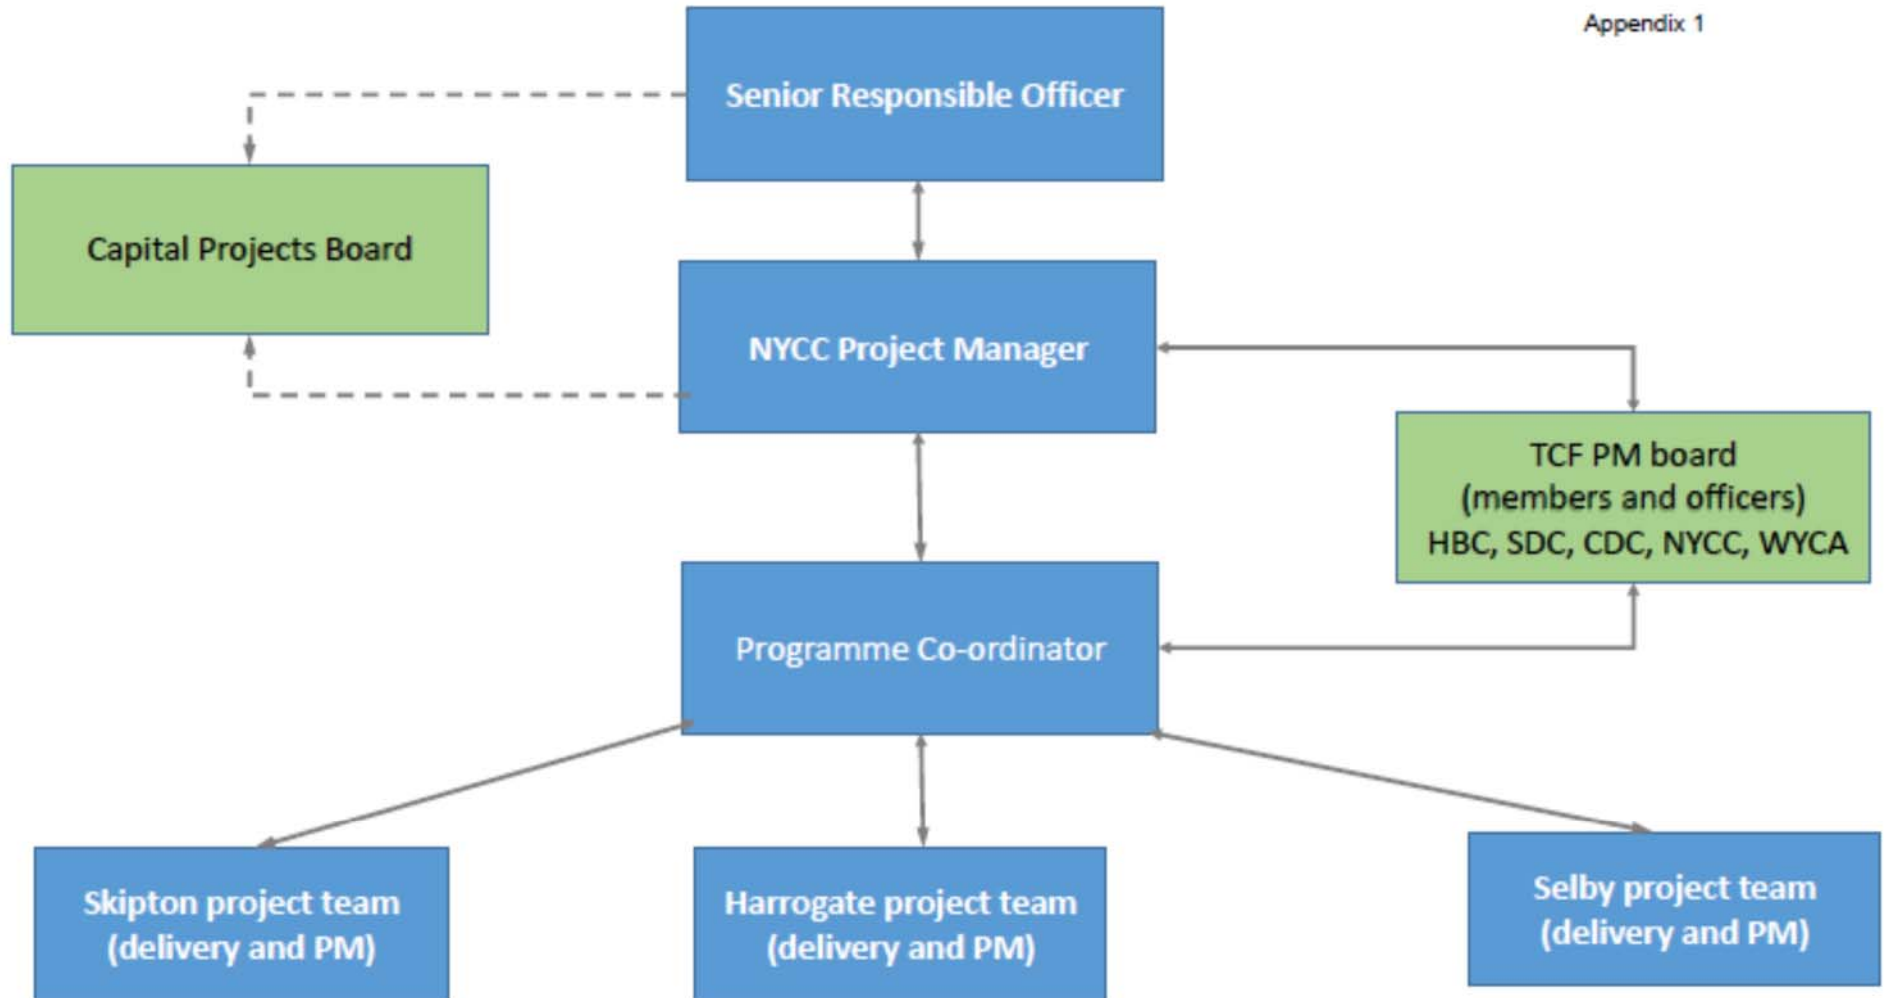 Appendix 1
Senior Responsible Officer
Capital Projects Board
NYCC Project Manager
TCF PM board
(members and officers)
HBC, SDC, CDC, NYCC, WYCA
Programme Co-ordinator
Skipton project team
(delivery and PM)
Harrogate project team
(delivery and PM)
Selby project team
(delivery and PM)